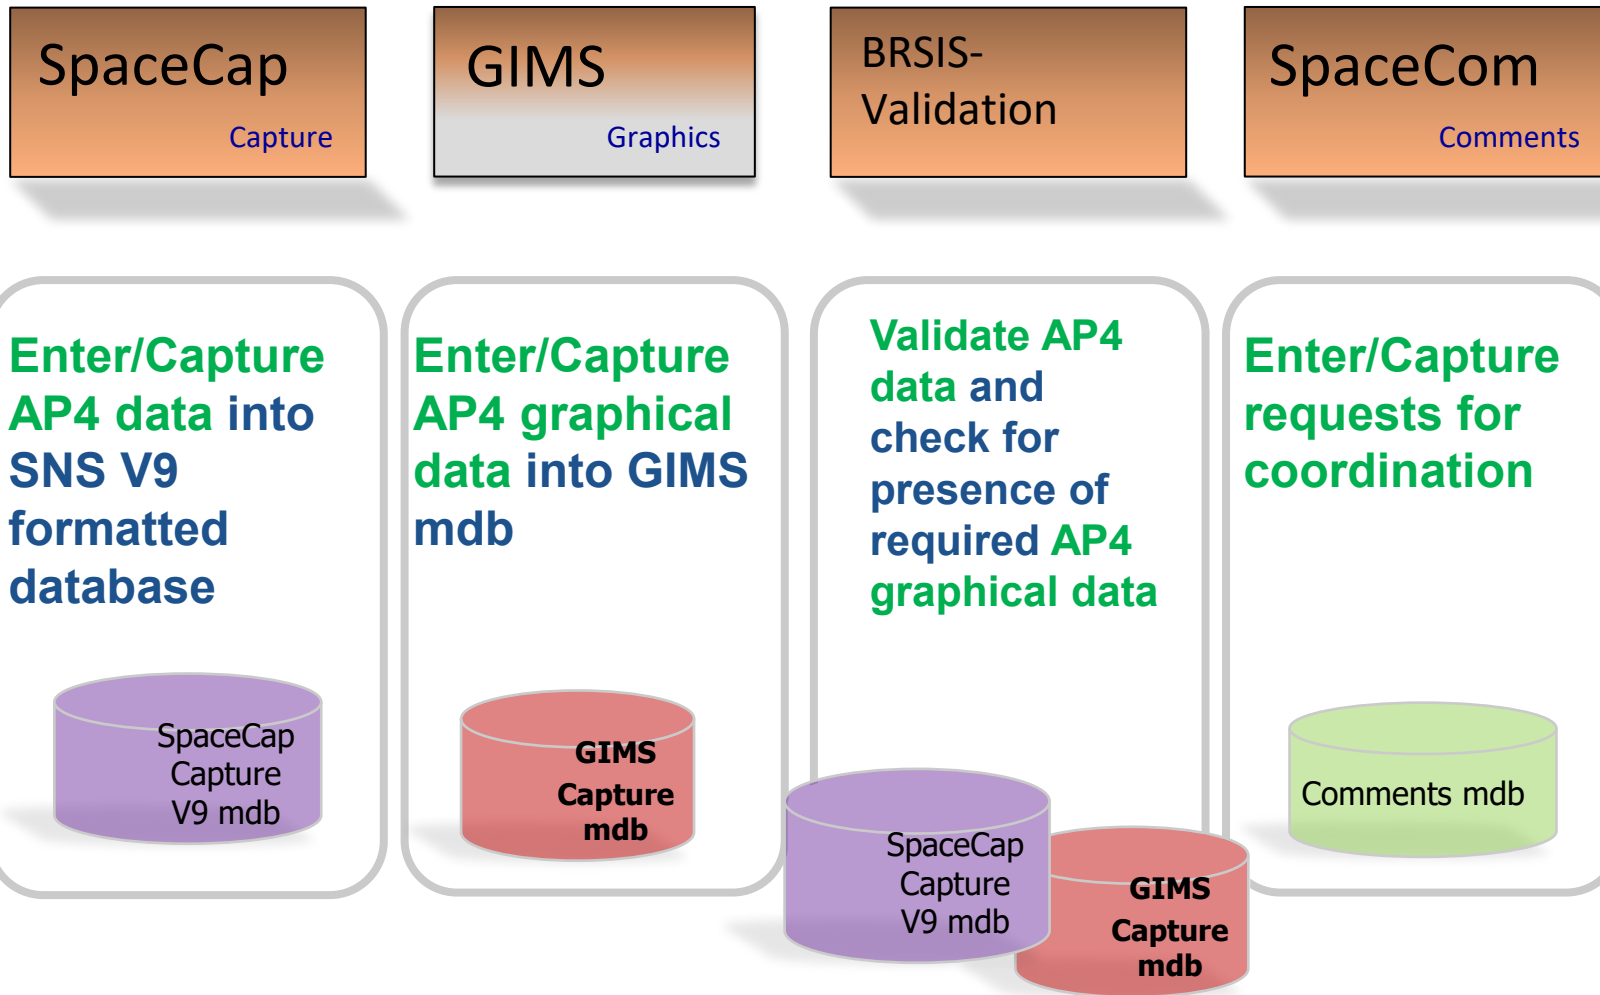 SpaceCap
Capture
GIMS
Graphics
BRSIS-
Validation
SpaceCom
Comments
Enter/Capture
AP4 data into
SNS V9
formatted
database
SpaceCap
Capture
V9 mdb
Enter/Capture
AP4 graphical
data into GIMS
mdb
GIMS
Capture
mdb
Validate AP4
data and
check for
presence of
required AP4
graphical data
SpaceCap
Capture
V9 mdb
GIMS
Capture
mdb
Enter/Capture
requests for
coordination
Comments mdb